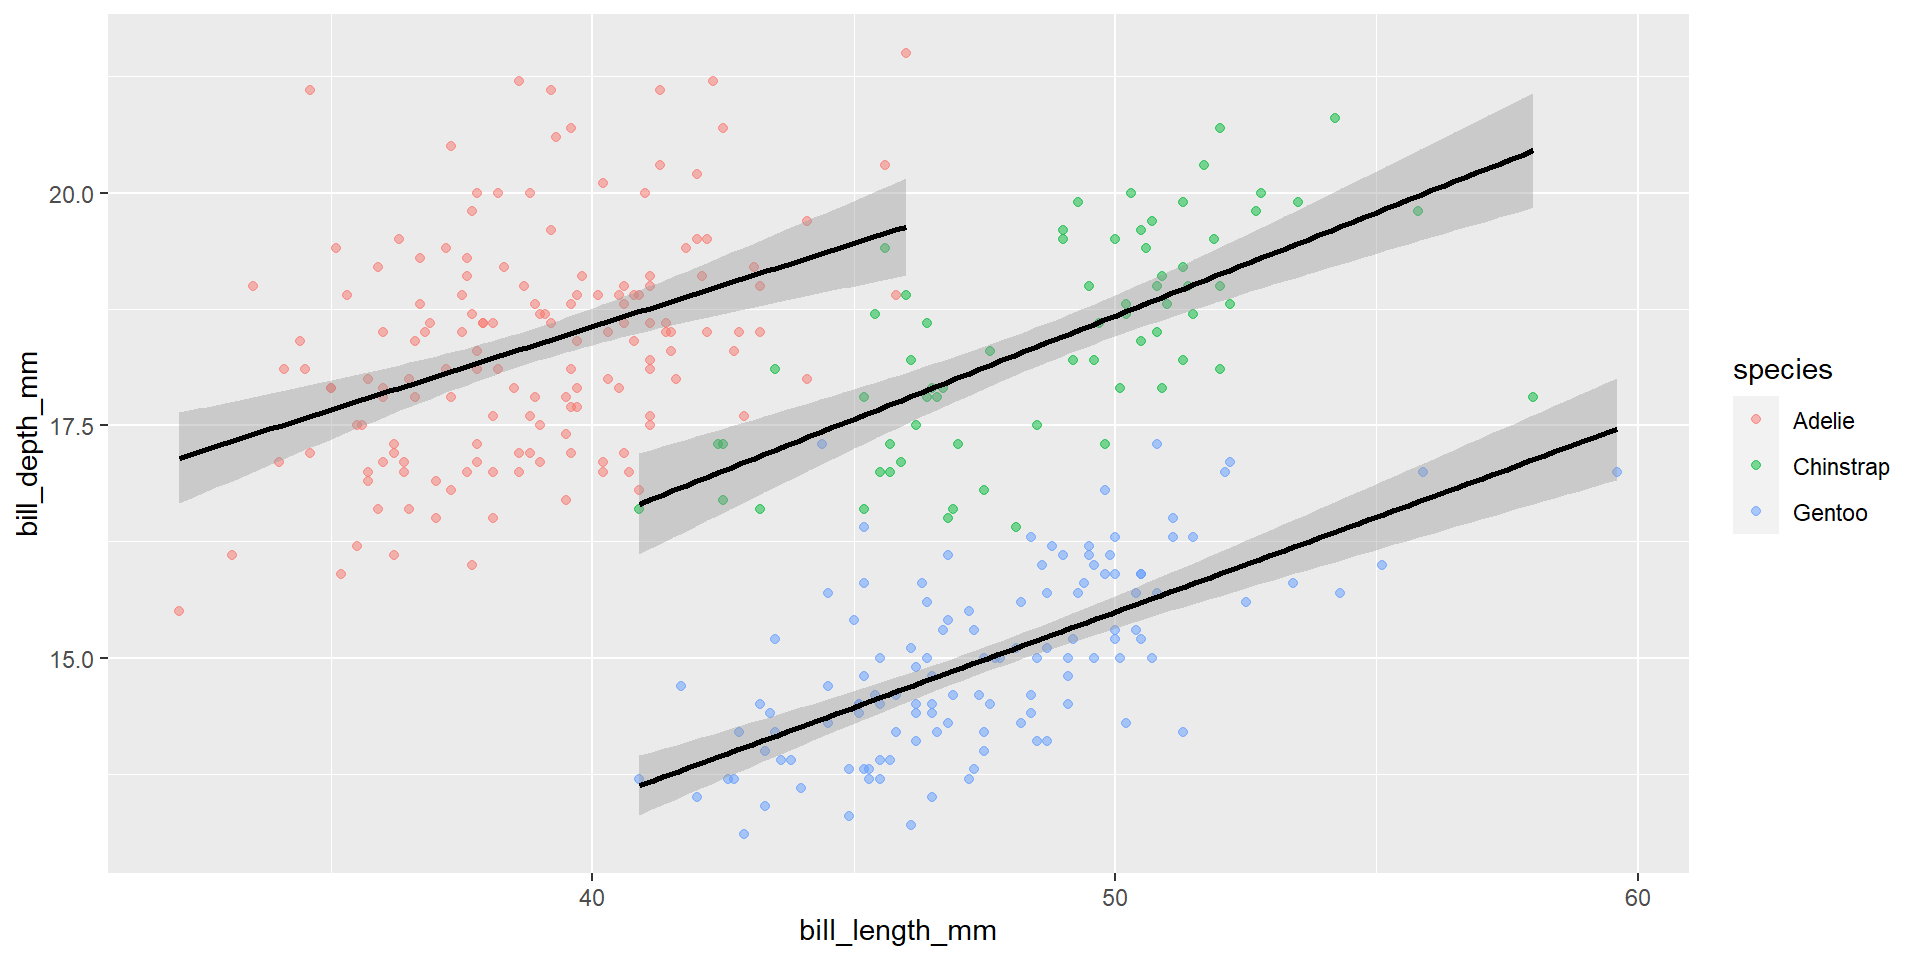 20.0
17.5
15.0
bill_depth_mm
40
50
60
bill_length_mm
species
Adelie
Chinstrap
Gentoo